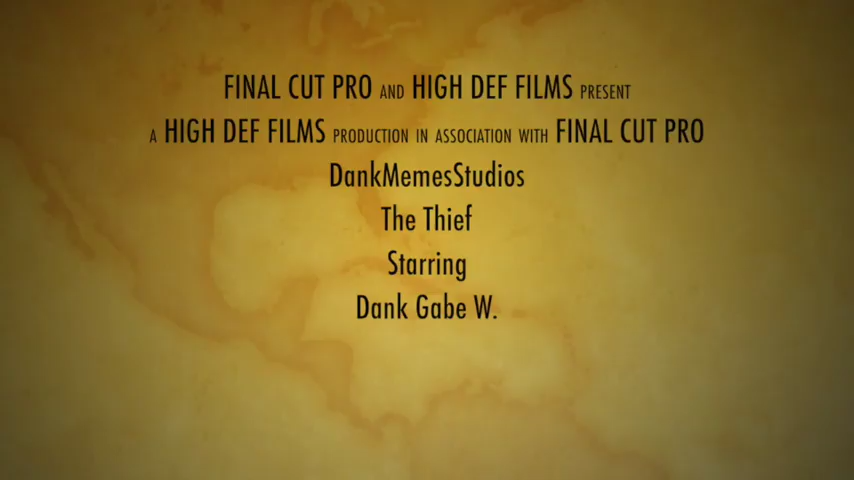 FINAL CUT PRO AND HIGH DEF FILMS PRESENT
A HIGH DEF FILMS PRODUCTION IN ASSOCIATION WITH FINAL CUT PRO
DankMemesStudios
The Thief
Starring
Dank Gabe W.